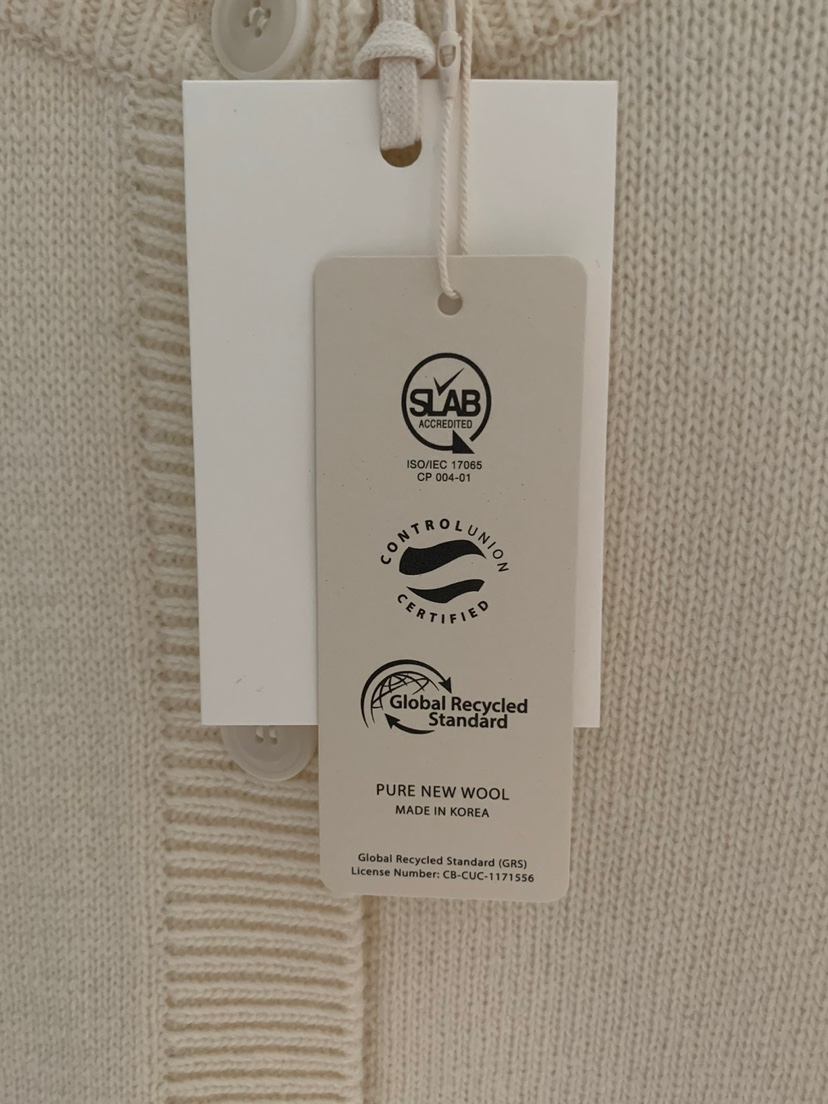 SLAB
ACCREDITED
ISO/IEC 17065
CP 004-01
CONTROLUNION
CERTIFIED
Global Recycled
Standard
PURE NEW WOOL
MADE IN KOREA
Global Recycled Standard (GRS)
License Number: CB-CUC-1171556